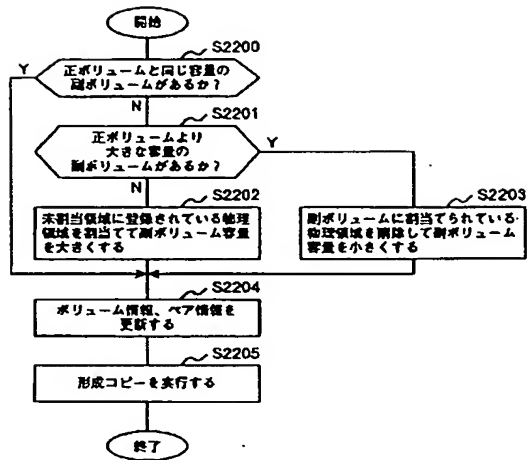 開始
S2200
正ボリュームと同じ容量の
副ボリュームがあるか?
Y
N
S2201
正ボリュームより
大きな容量の
副ボリュームがあるか?
Y
N
S2202
未割当領域に登録されている物理
領域を割当てて副ボリューム容量
を大きくする
S2203
副ボリュームに割当てられている
物理領域を削除して副ボリューム
容量を小さくする
S2204
ボリューム情報、ペア情報を
更新する
S2205
形成コピーを実行する
終了